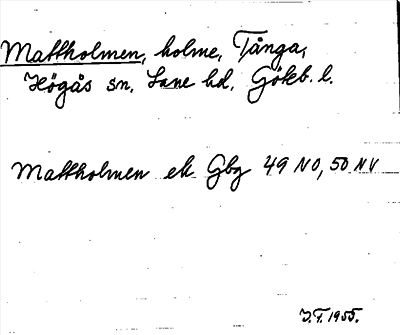 Mattholmen, holme, Tånga,
Högås sn. Lane hd. Gökb. l.
Mattholmen ek Gbg 49 NO, 50 NV
J.F. 1955.